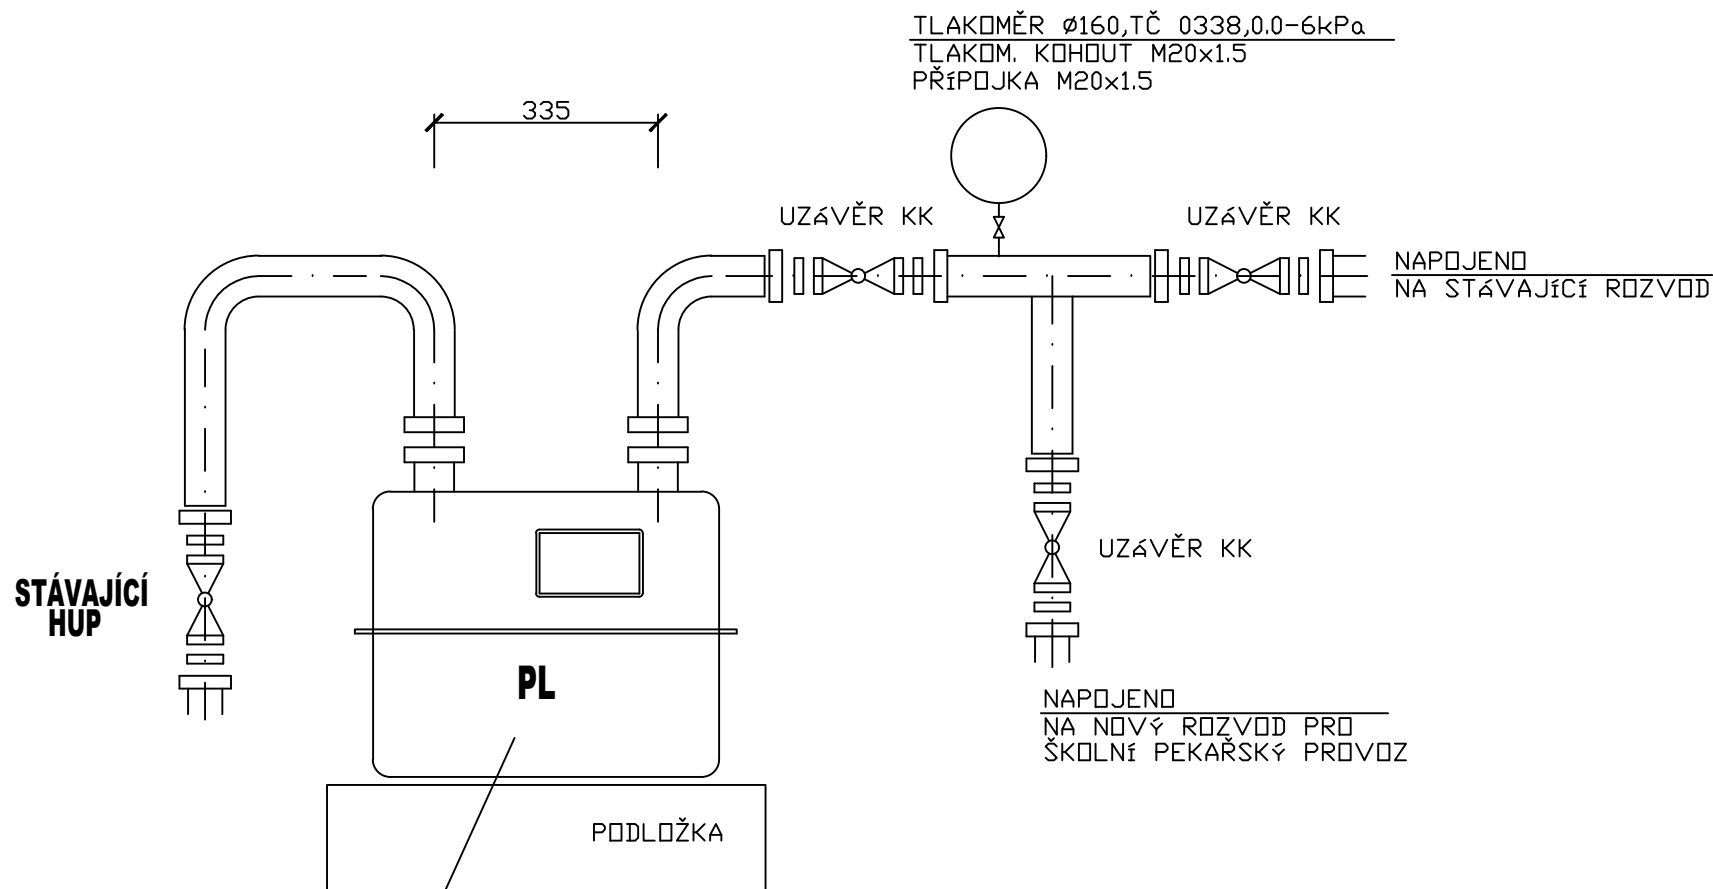 TLAKOMĚR Ø160,TČ 0338,0.0-6kPa
TLAKOM. KOHOUT M20x1.5
PŘÍPOJKA M20x1.5
335
UZÁVĚR KK
UZÁVĚR KK
NAPOJENO
NA STÁVAJÍCÍ ROZVOD
UZÁVĚR KK
STÁVAJÍCÍ
HUP
PL
NAPOJENO
NA NOVÝ ROZVOD PRO
ŠKOLNÍ PEKAŘSKÝ PROVOZ
PODLOŽKA